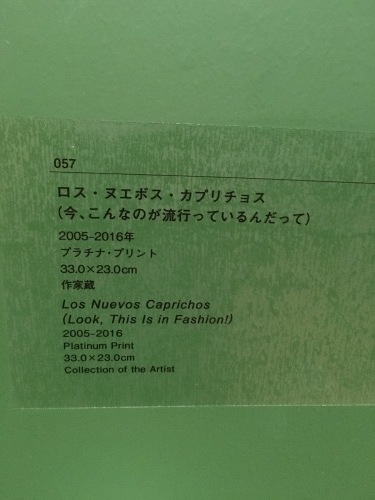 057
ロス・ヌエボス・カプリチョス
(今、こんなのが流行っているんだって)
2005-2016年
プラチナ・プリント
33.0×23.0cm
作家蔵
Los Nuevos Caprichos
(Look, This Is in Fashion!)
2005-2016
Platinum Print
33.0×23.0cm
Collection of the Artist